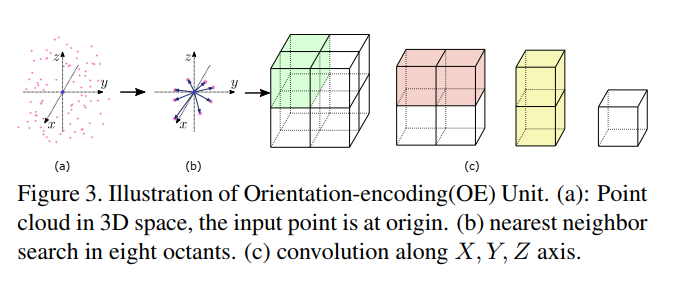 z
y
x
z
y
x
(a)
(b)
(c)
Figure 3. Illustration of Orientation-encoding(OE) Unit. (a): Point
cloud in 3D space, the input point is at origin. (b) nearest neighbor
search in eight octants. (c) convolution along X, Y, Z axis.